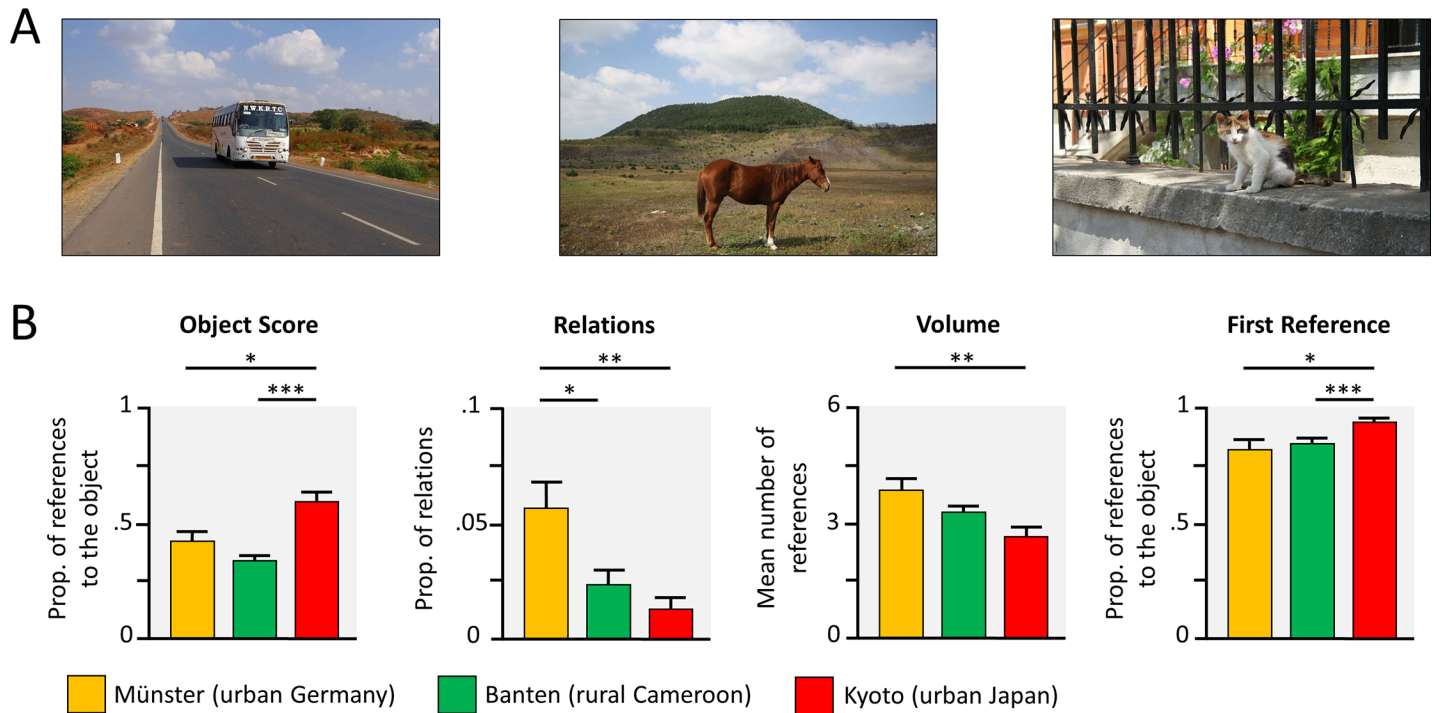 A
N.W.K.R.T.C
B
Object Score
*
***
1
.5
0
Prop. of references
to the object
Relations
**
*
.1
.05
0
Prop. of relations
Volume
**
6
3
0
Mean number of
references
First Reference
*
***
1
.5
0
Prop. of references
to the object
Münster (urban Germany)
Banten (rural Cameroon)
Kyoto (urban Japan)